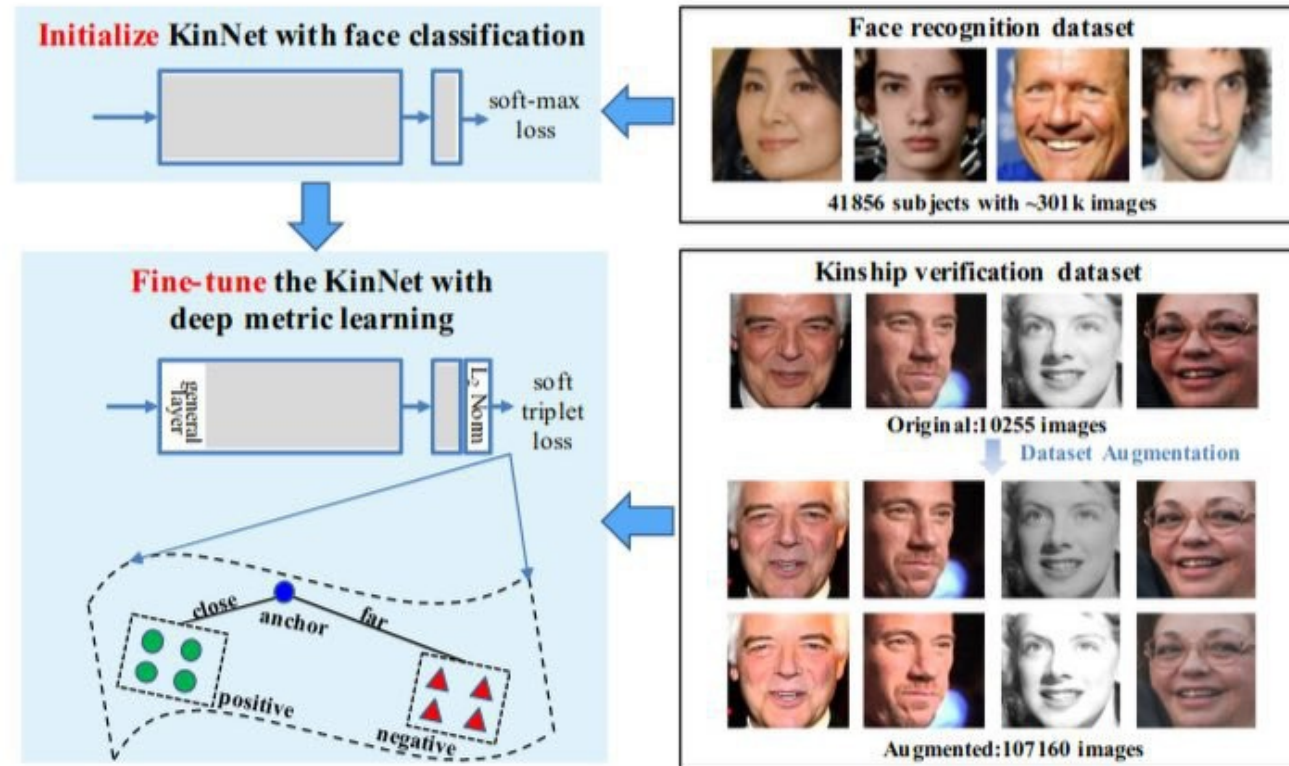 Initialize KinNet with face classification
soft-max
loss
Face recognition dataset
41856 subjects with ~301k images
Fine-tune the KinNet with
deep metric learning
general
layer
L2 Norm
soft
triplet
loss
close
anchor
far
positive
negative
Kinship verification dataset
Original:10255 images
Dataset Augmentation
Augmented:107160 images